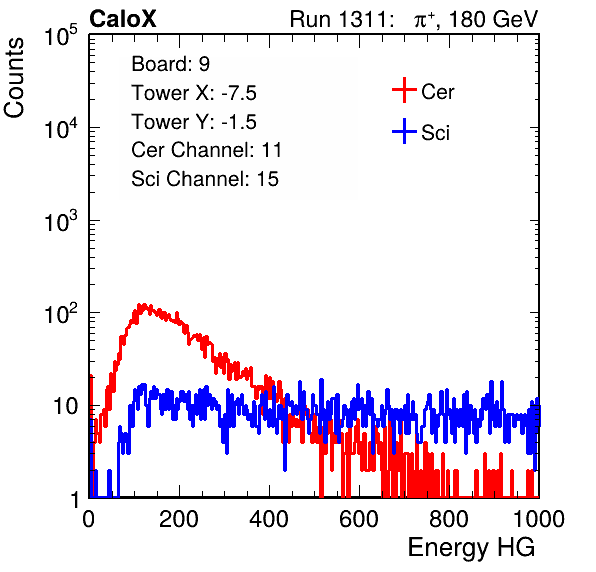 CaloX Run 1311: π⁺, 180 GeV
Counts
10⁵
10⁴
10³
10²
10
1
Board: 9
Tower X: -7.5
Tower Y: -1.5
Cer Channel: 11
Sci Channel: 15
Cer
Sci
0 200 400 600 800 1000
Energy HG